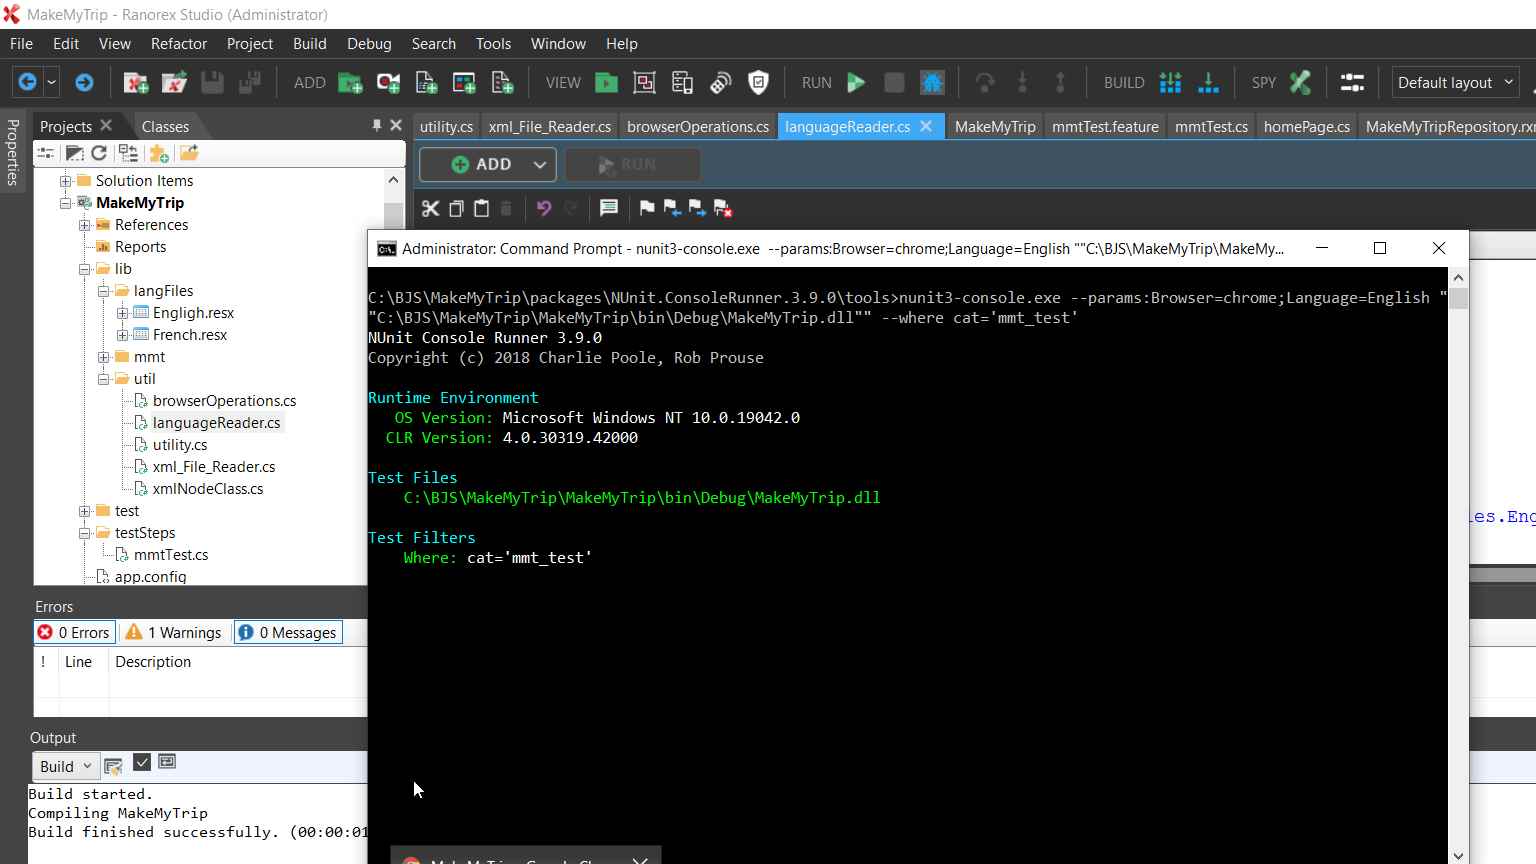 MakeMyTrip - Ranorex Studio (Administrator)
File Edit View Refactor Project Build Debug Search Tools Window Help
ADD VIEW RUN BUILD SPY Default layout
Properties
Projects Classes
utility.cs xml_File_Reader.cs browserOperations.cs languageReader.cs MakeMyTrip mmtTest.feature mmtTest.cs homePage.cs MakeMyTripRepository.rxr
ADD RUN
Solution Items
MakeMyTrip
References
Reports
lib
langFiles
Engligh.resx
French.resx
mmt
util
browserOperations.cs
languageReader.cs
utility.cs
xml_File_Reader.cs
xmlNodeClass.cs
test
testSteps
mmtTest.cs
app.config
Administrator: Command Prompt - nunit3-console.exe --params:Browser=chrome;Language=English ""C:\BJS\MakeMyTrip\MakeMy...
C:\BJS\MakeMyTrip\packages\NUnit.ConsoleRunner.3.9.0\tools>nunit3-console.exe --params:Browser=chrome;Language=English "
"C:\BJS\MakeMyTrip\MakeMyTrip\bin\Debug\MakeMyTrip.dll"" --where cat='mmt_test'
NUnit Console Runner 3.9.0
Copyright (c) 2018 Charlie Poole, Rob Prouse
Runtime Environment
OS Version: Microsoft Windows NT 10.0.19042.0
CLR Version: 4.0.30319.42000
Test Files
C:\BJS\MakeMyTrip\MakeMyTrip\bin\Debug\MakeMyTrip.dll
Test Filters
Where: cat='mmt_test'
les.Eng
Errors
0 Errors 1 Warnings 0 Messages
! Line Description
Output
Build
Build started.
Compiling MakeMyTrip
Build finished successfully. (00:00:01